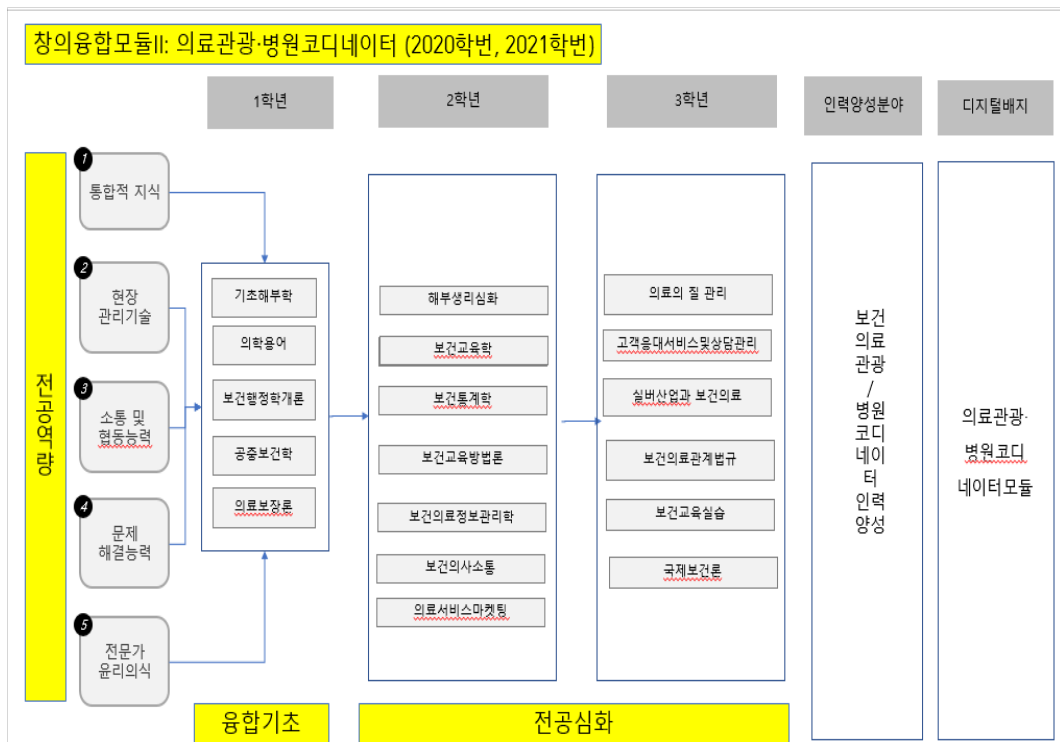 창의융합모듈II: 의료관광·병원코디네이터 (2020학번, 2021학번)
1학년
2학년
3학년
인력양성분야
디지털배지
전공역량
1
통합적 지식
2
현장
관리기술
3
소통 및
협동능력
4
문제
해결능력
5
전문가
윤리의식
기초해부학
의학용어
보건행정학개론
공중보건학
의료보장론
해부생리심화
보건교육학
보건통계학
보건교육방법론
보건의료정보관리학
보건의사소통
의료서비스마켓팅
의료의 질 관리
고객응대서비스및상담관리
실버산업과 보건의료
보건의료관계법규
보건교육실습
국제보건론
보건
의료
관광
/
병원
코디
네이
터
인력
양성
의료관광·
병원코디
네이터모듈
융합기초
전공심화